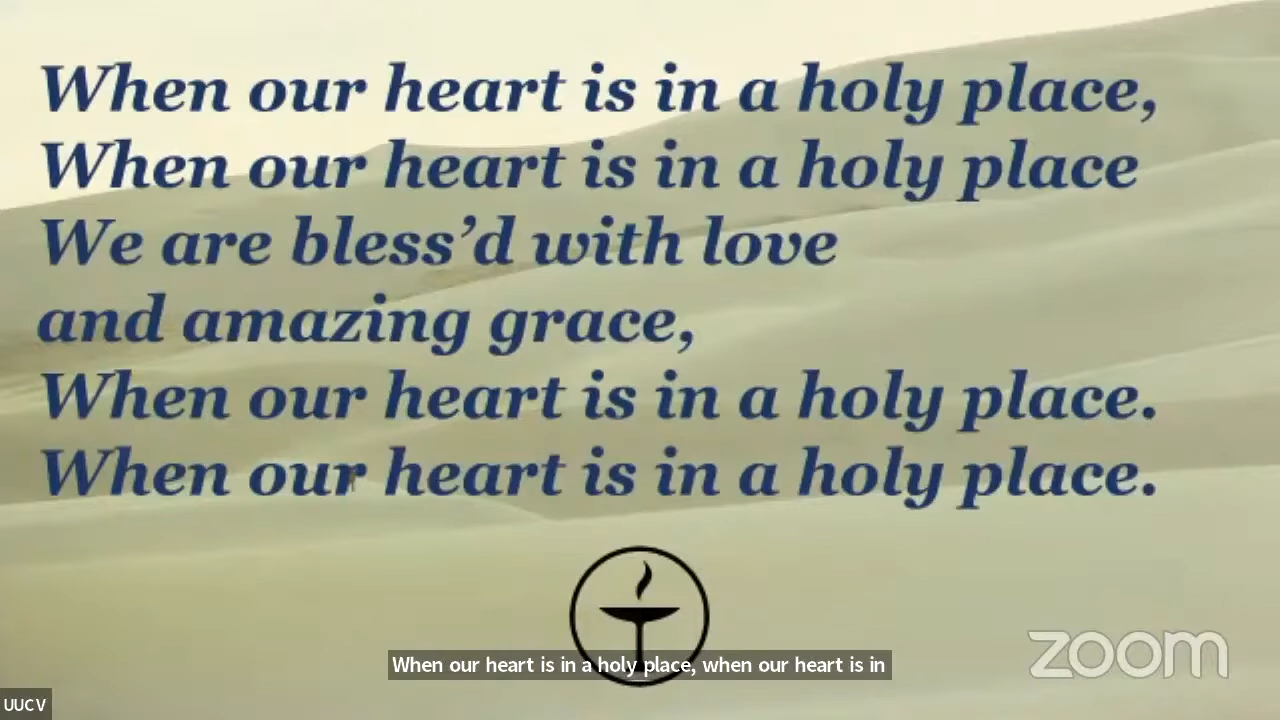 When our heart is in a holy place,
When our heart is in a holy place
We are bless’d with love
and amazing grace,
When our heart is in a holy place.
When our heart is in a holy place.
When our heart is in a holy place, when our heart is in
zoom
UUCV